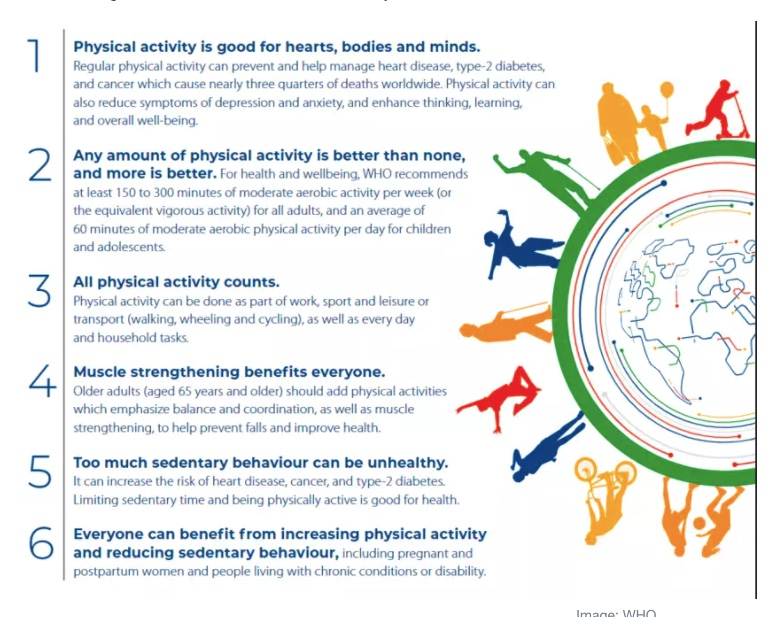 1
Physical activity is good for hearts, bodies and minds.
Regular physical activity can prevent and help manage heart disease, type-2 diabetes,
and cancer which cause nearly three quarters of deaths worldwide. Physical activity can
also reduce symptoms of depression and anxiety, and enhance thinking, learning,
and overall well-being.
2
Any amount of physical activity is better than none,
and more is better. For health and wellbeing, WHO recommends
at least 150 to 300 minutes of moderate aerobic activity per week (or
the equivalent vigorous activity) for all adults, and an average of
60 minutes of moderate aerobic physical activity per day for children
and adolescents.
3
All physical activity counts.
Physical activity can be done as part of work, sport and leisure or
transport (walking, wheeling and cycling), as well as every day
and household tasks.
4
Muscle strengthening benefits everyone.
Older adults (aged 65 years and older) should add physical activities
which emphasize balance and coordination, as well as muscle
strengthening, to help prevent falls and improve health.
5
Too much sedentary behaviour can be unhealthy.
It can increase the risk of heart disease, cancer, and type-2 diabetes.
Limiting sedentary time and being physically active is good for health.
6
Everyone can benefit from increasing physical activity
and reducing sedentary behaviour, including pregnant and
postpartum women and people living with chronic conditions or disability.
Image: WHO